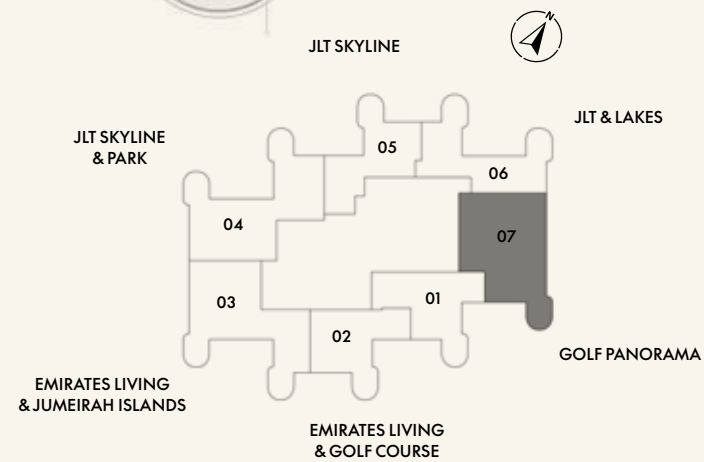 N
JLT SKYLINE
JLT & LAKES
JLT SKYLINE
& PARK
05
06
04
07
03
01
02
GOLF PANORAMA
EMIRATES LIVING
& JUMEIRAH ISLANDS
EMIRATES LIVING
& GOLF COURSE